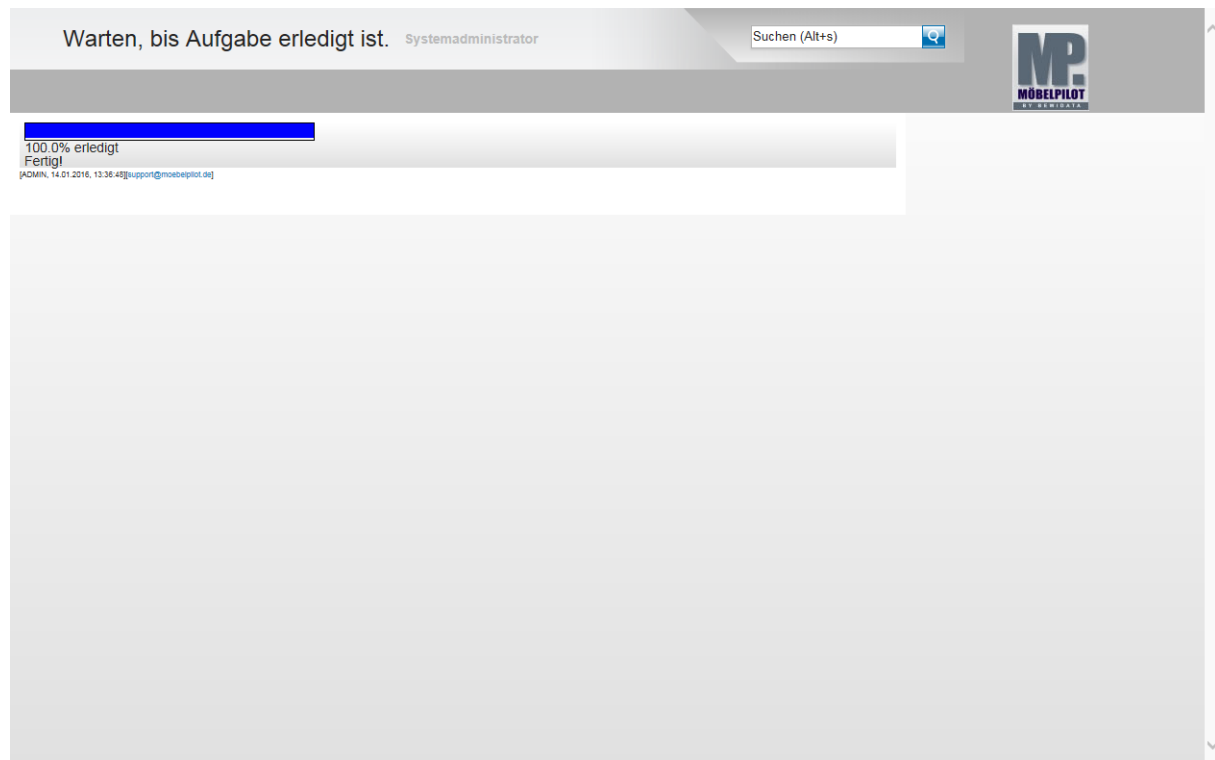 Warten, bis Aufgabe erledigt ist. Systemadministrator
Suchen (Alt+s)
MP.
MÖBELPILOT
BY BEWIDATA
100.0% erledigt
Fertig!
[ADMIN, 14.01.2016, 13:36:48][support@moebelpilot.de]